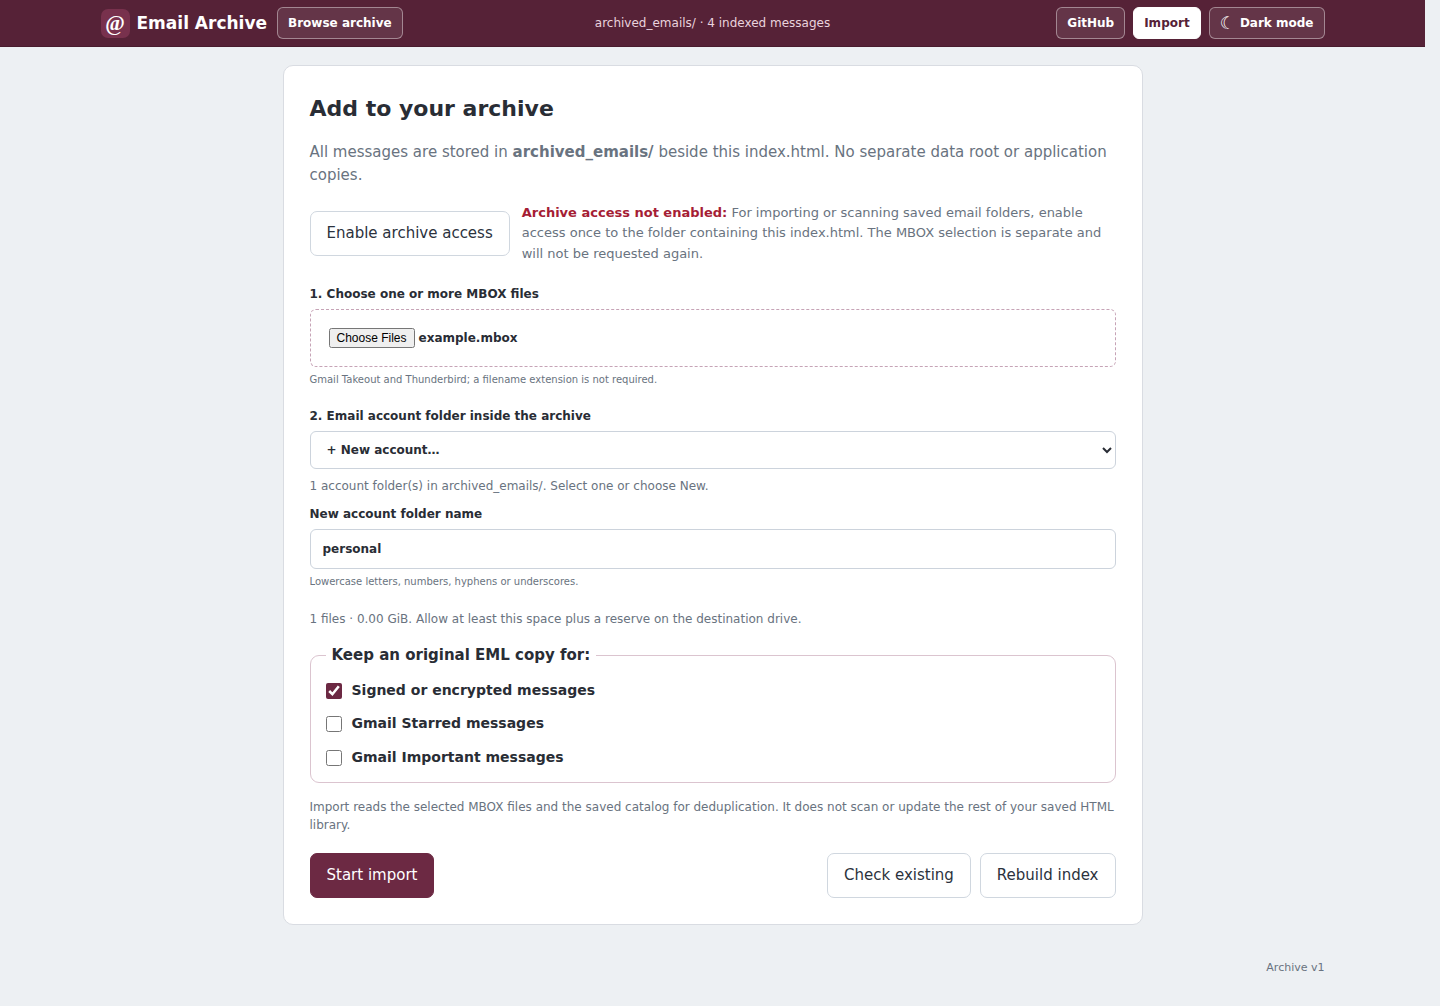 @ Email Archive Browse archive archived_emails/ · 4 indexed messages GitHub Import ☾ Dark mode
Add to your archive
All messages are stored in archived_emails/ beside this index.html. No separate data root or application
copies.
Enable archive access
Archive access not enabled: For importing or scanning saved email folders, enable
access once to the folder containing this index.html. The MBOX selection is separate and
will not be requested again.
1. Choose one or more MBOX files
Choose Files example.mbox
Gmail Takeout and Thunderbird; a filename extension is not required.
2. Email account folder inside the archive
+ New account…
1 account folder(s) in archived_emails/. Select one or choose New.
New account folder name
personal
Lowercase letters, numbers, hyphens or underscores.
1 files · 0.00 GiB. Allow at least this space plus a reserve on the destination drive.
Keep an original EML copy for:
Signed or encrypted messages
Gmail Starred messages
Gmail Important messages
Import reads the selected MBOX files and the saved catalog for deduplication. It does not scan or update the rest of your saved HTML
library.
Start import Check existing Rebuild index
Archive v1